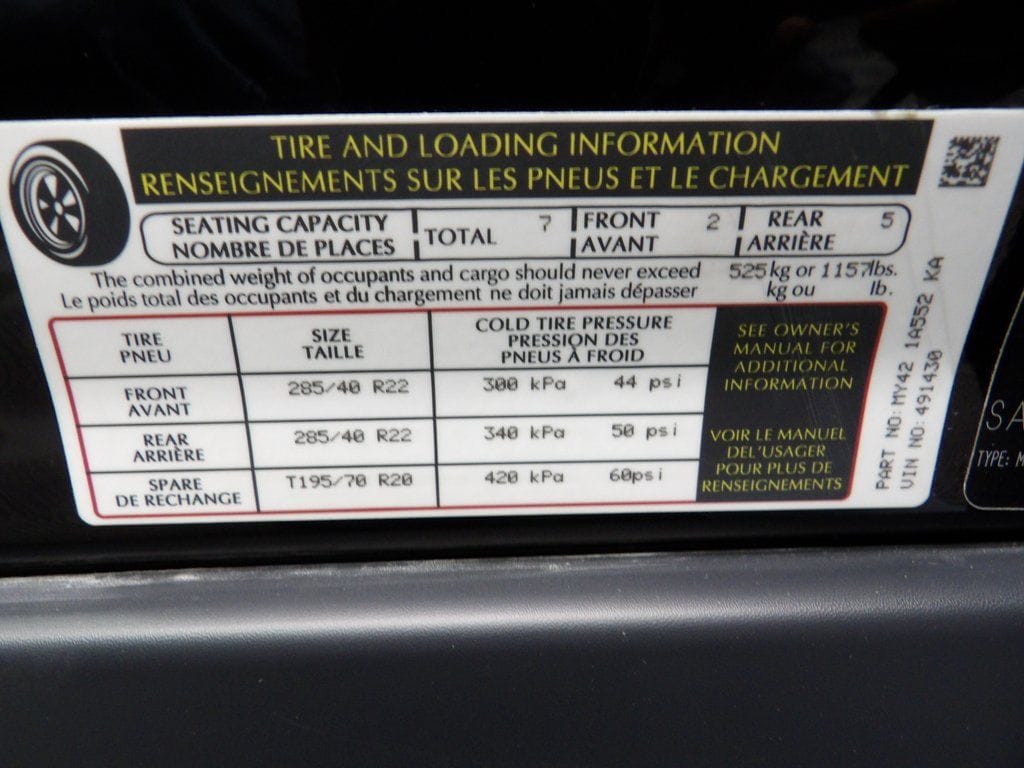 TIRE AND LOADING INFORMATION
RENSEIGNEMENTS SUR LES PNEUS ET LE CHARGEMENT
SEATING CAPACITY
NOMBRE DE PLACES
TOTAL 7
FRONT 2
AVANT
REAR 5
ARRIÈRE
The combined weight of occupants and cargo should never exceed 525 kg or 1157 lbs.
Le poids total des occupants et du chargement ne doit jamais dépasser kg ou lb.
TIRE
PNEU
SIZE
TAILLE
COLD TIRE PRESSURE
PRESSION DES
PNEUS À FROID
FRONT
AVANT
285/40 R22 300 kPa 44 psi
REAR
ARRIÈRE
285/40 R22 340 kPa 50 psi
SPARE
DE RECHANGE
T195/70 R20 420 kPa 60psi
SEE OWNER'S
MANUAL FOR
ADDITIONAL
INFORMATION
VOIR LE MANUEL
DEL'USAGER
POUR PLUS DE
RENSEIGNEMENTS
PART NO: MY42 1A552 KA
VIN NO: 491430
SA
TYPE: M